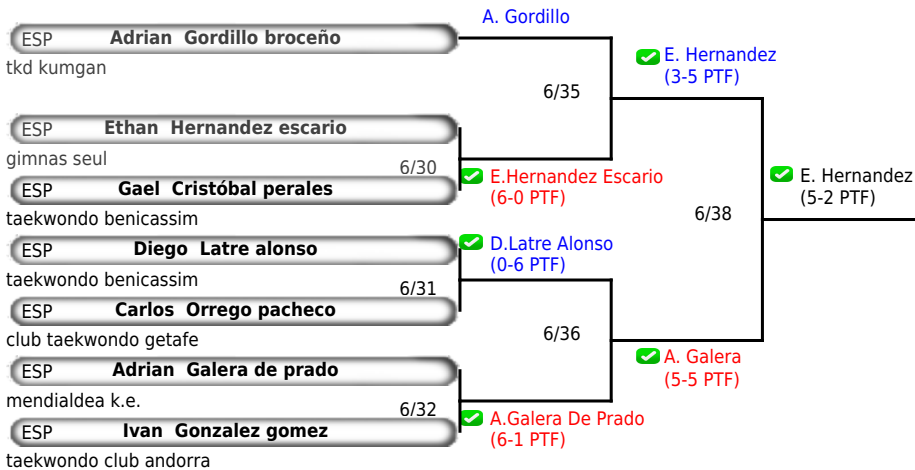 A. Gordillo
ESP Adrian Gordillo broceño
tkd kumgan
E. Hernandez
(3-5 PTF)
6/35
ESP Ethan Hernandez escario
gimnas seul
6/30
E.Hernandez Escario
(6-0 PTF)
ESP Gael Cristóbal perales
taekwondo benicassim
E. Hernandez
(5-2 PTF)
6/38
ESP Diego Latre alonso
taekwondo benicassim
D.Latre Alonso
(0-6 PTF)
6/31
ESP Carlos Orrego pacheco
club taekwondo getafe
6/36
ESP Adrian Galera de prado
mendialdea k.e.
A. Galera
(5-5 PTF)
6/32
A.Galera De Prado
(6-1 PTF)
ESP Ivan Gonzalez gomez
taekwondo club andorra